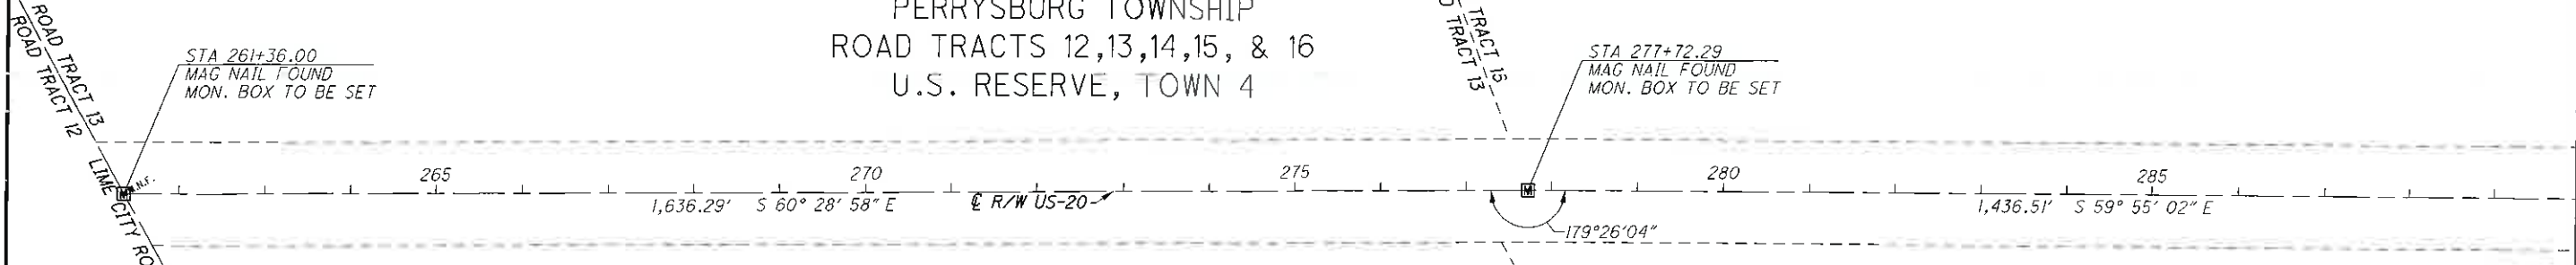 PERRYSBURG TOWNSHIP
ROAD TRACTS 12,13,14,15, & 16
U.S. RESERVE, TOWN 4
ROAD TRACT 13
ROAD TRACT 12
STA 261+36.00
MAG NAIL FOUND
MON. BOX TO BE SET
TRACT 15
TRACT 13
STA 277+72.29
MAG NAIL FOUND
MON. BOX TO BE SET
LIME CITY RO
M
265
270
275
M
280
285
1,636.29' S 60° 28' 58" E
℄ R/W US-20
179°26'04"
1,436.51' S 59° 55' 02" E